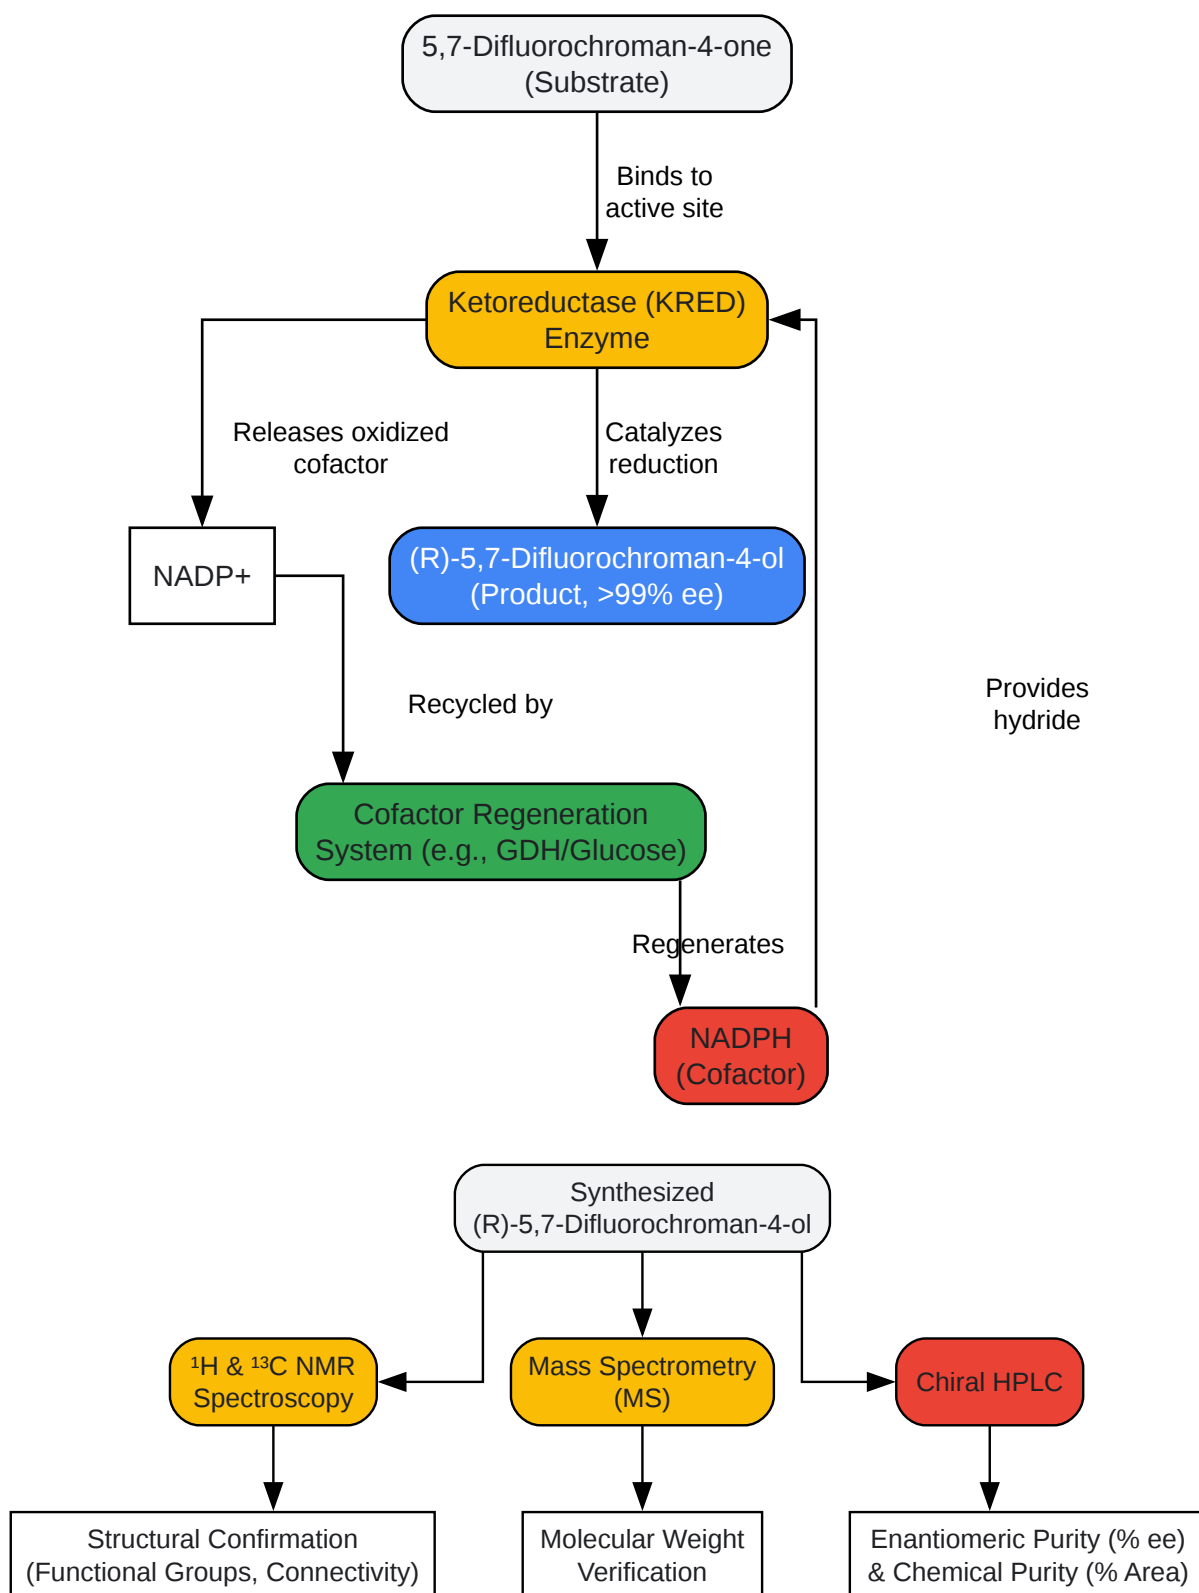 5,7-Difluorochroman-4-one
(Substrate)
Binds to
active site
Ketoreductase (KRED)
Enzyme
Releases oxidized
cofactor
Catalyzes
reduction
NADP+
(R)-5,7-Difluorochroman-4-ol
(Product, >99% ee)
Recycled by
Provides
hydride
Cofactor Regeneration
System (e.g., GDH/Glucose)
Regenerates
NADPH
(Cofactor)
Synthesized
(R)-5,7-Difluorochroman-4-ol
¹H & ¹³C NMR
Spectroscopy
Mass Spectrometry
(MS)
Chiral HPLC
Structural Confirmation
(Functional Groups, Connectivity)
Molecular Weight
Verification
Enantiomeric Purity (% ee)
& Chemical Purity (% Area)